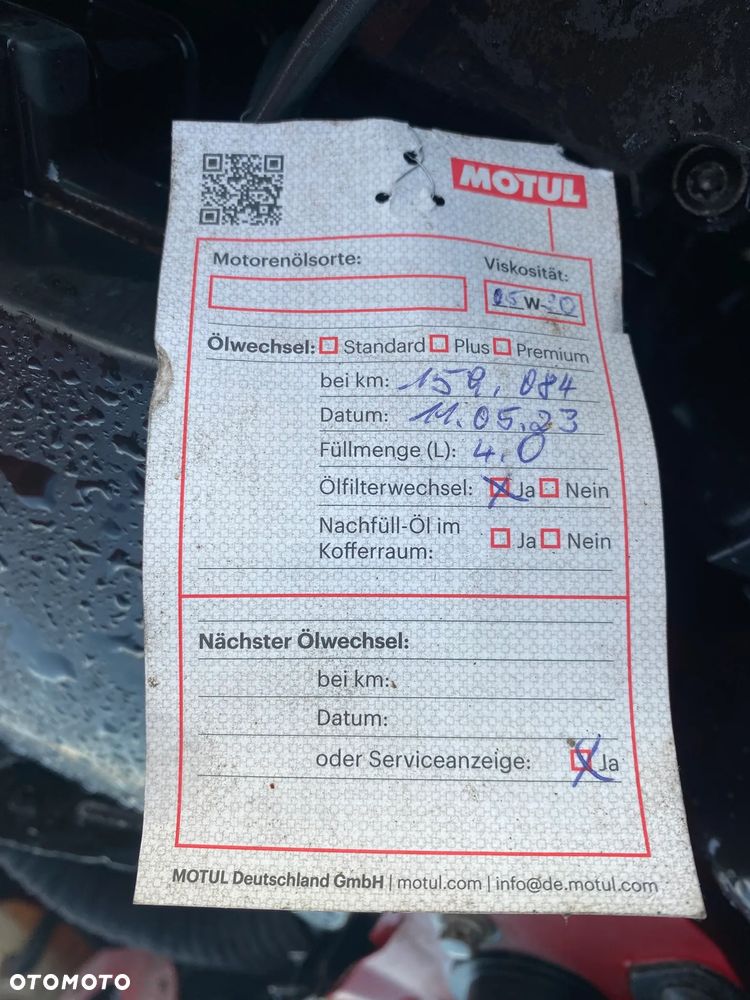 MOTUL
Motorenölsorte:
Viskosität:
05 W-30
Ölwechsel: Standard Plus Premium
bei km: 159.084
Datum: 11.05.23
Füllmenge (L): 4.0
Ölfilterwechsel: Ja Nein
Nachfüll-Öl im
Kofferraum: Ja Nein
Nächster Ölwechsel:
bei km:
Datum:
oder Serviceanzeige: Ja
MOTUL Deutschland GmbH | motul.com | info@de.motul.com
OTOMOTO